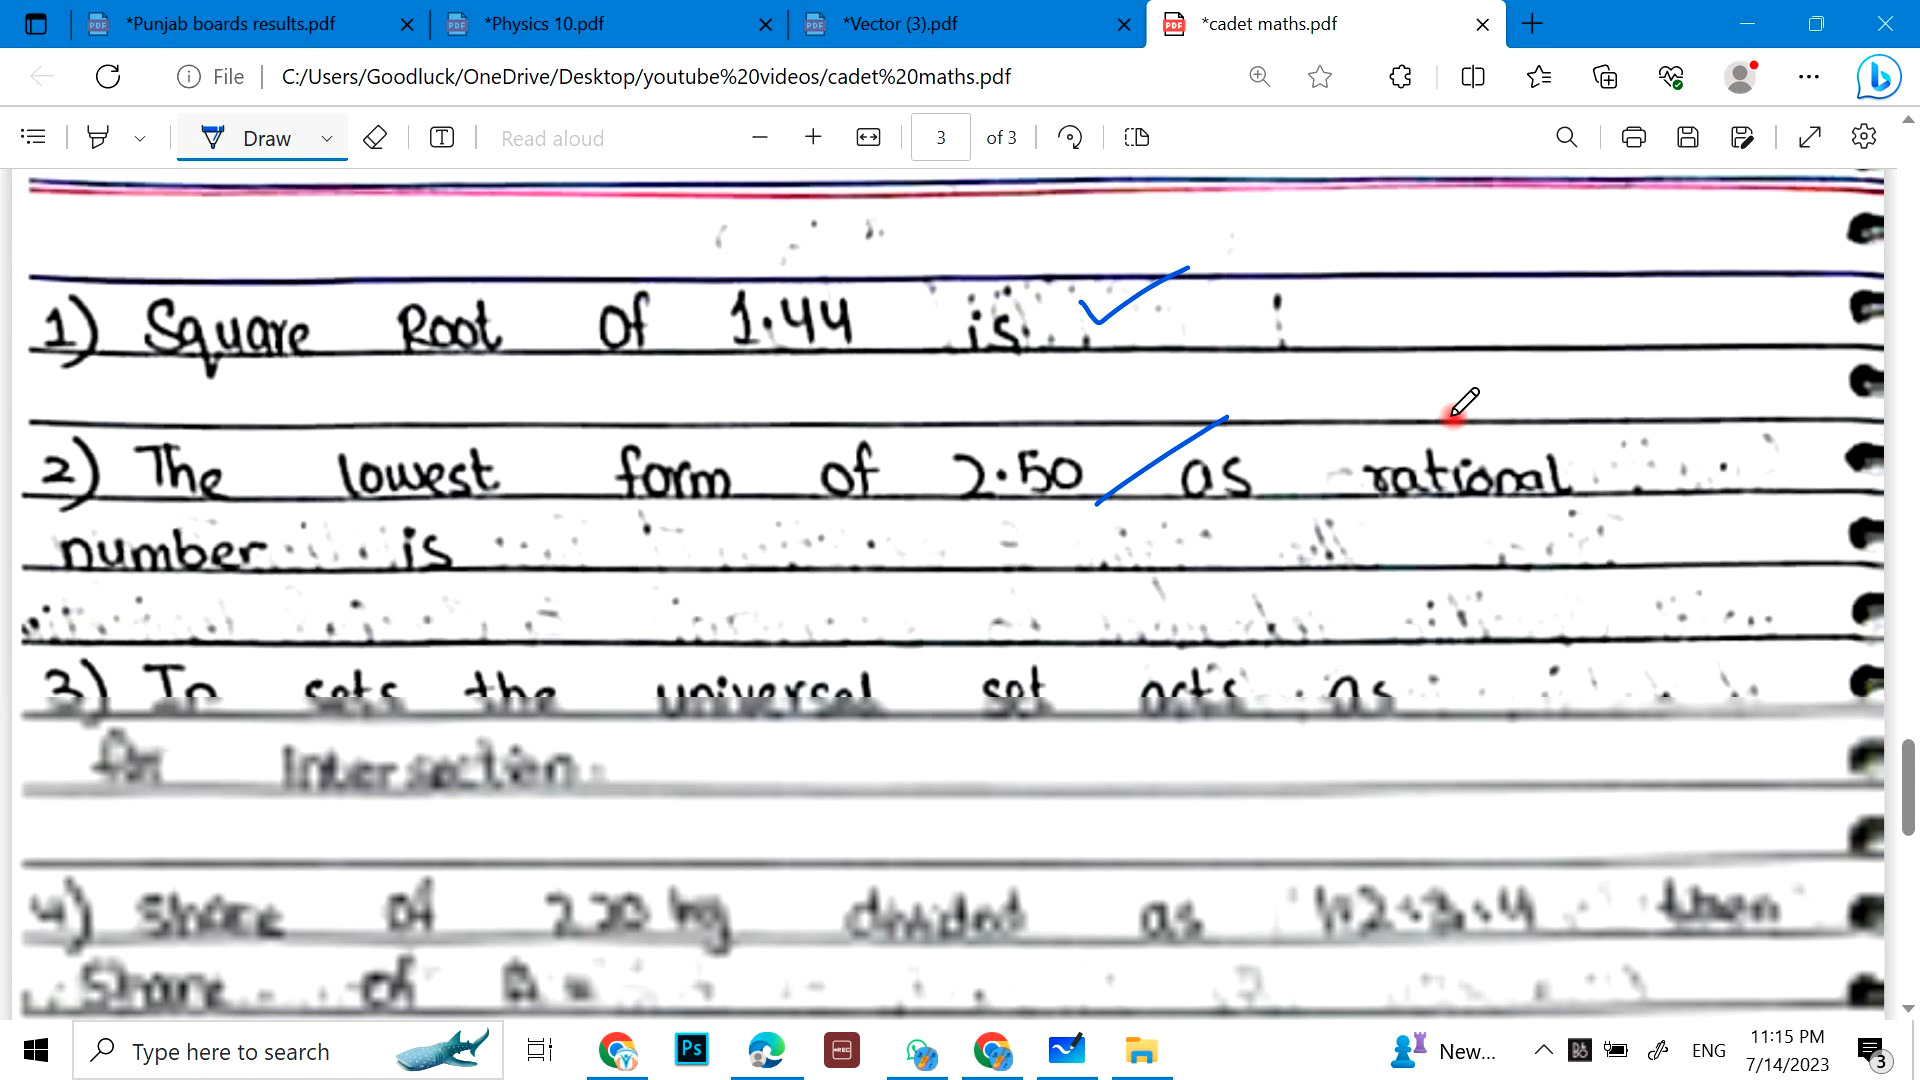 *Punjab boards results.pdf
*Physics 10.pdf
*Vector (3).pdf
*cadet maths.pdf
File
C:/Users/Goodluck/OneDrive/Desktop/youtube%20videos/cadet%20maths.pdf
Draw
Read aloud
3 of 3
1) Square Root of 1.44 is
2) The lowest form of 2.50 as rational
number is
3) In sets the universal set acts as
for intersection.
4) Share of 220 kg divided as 1:2:3:4 then
Share of A =
Type here to search
Ps
REC
New...
ENG
11:15 PM
7/14/2023
3